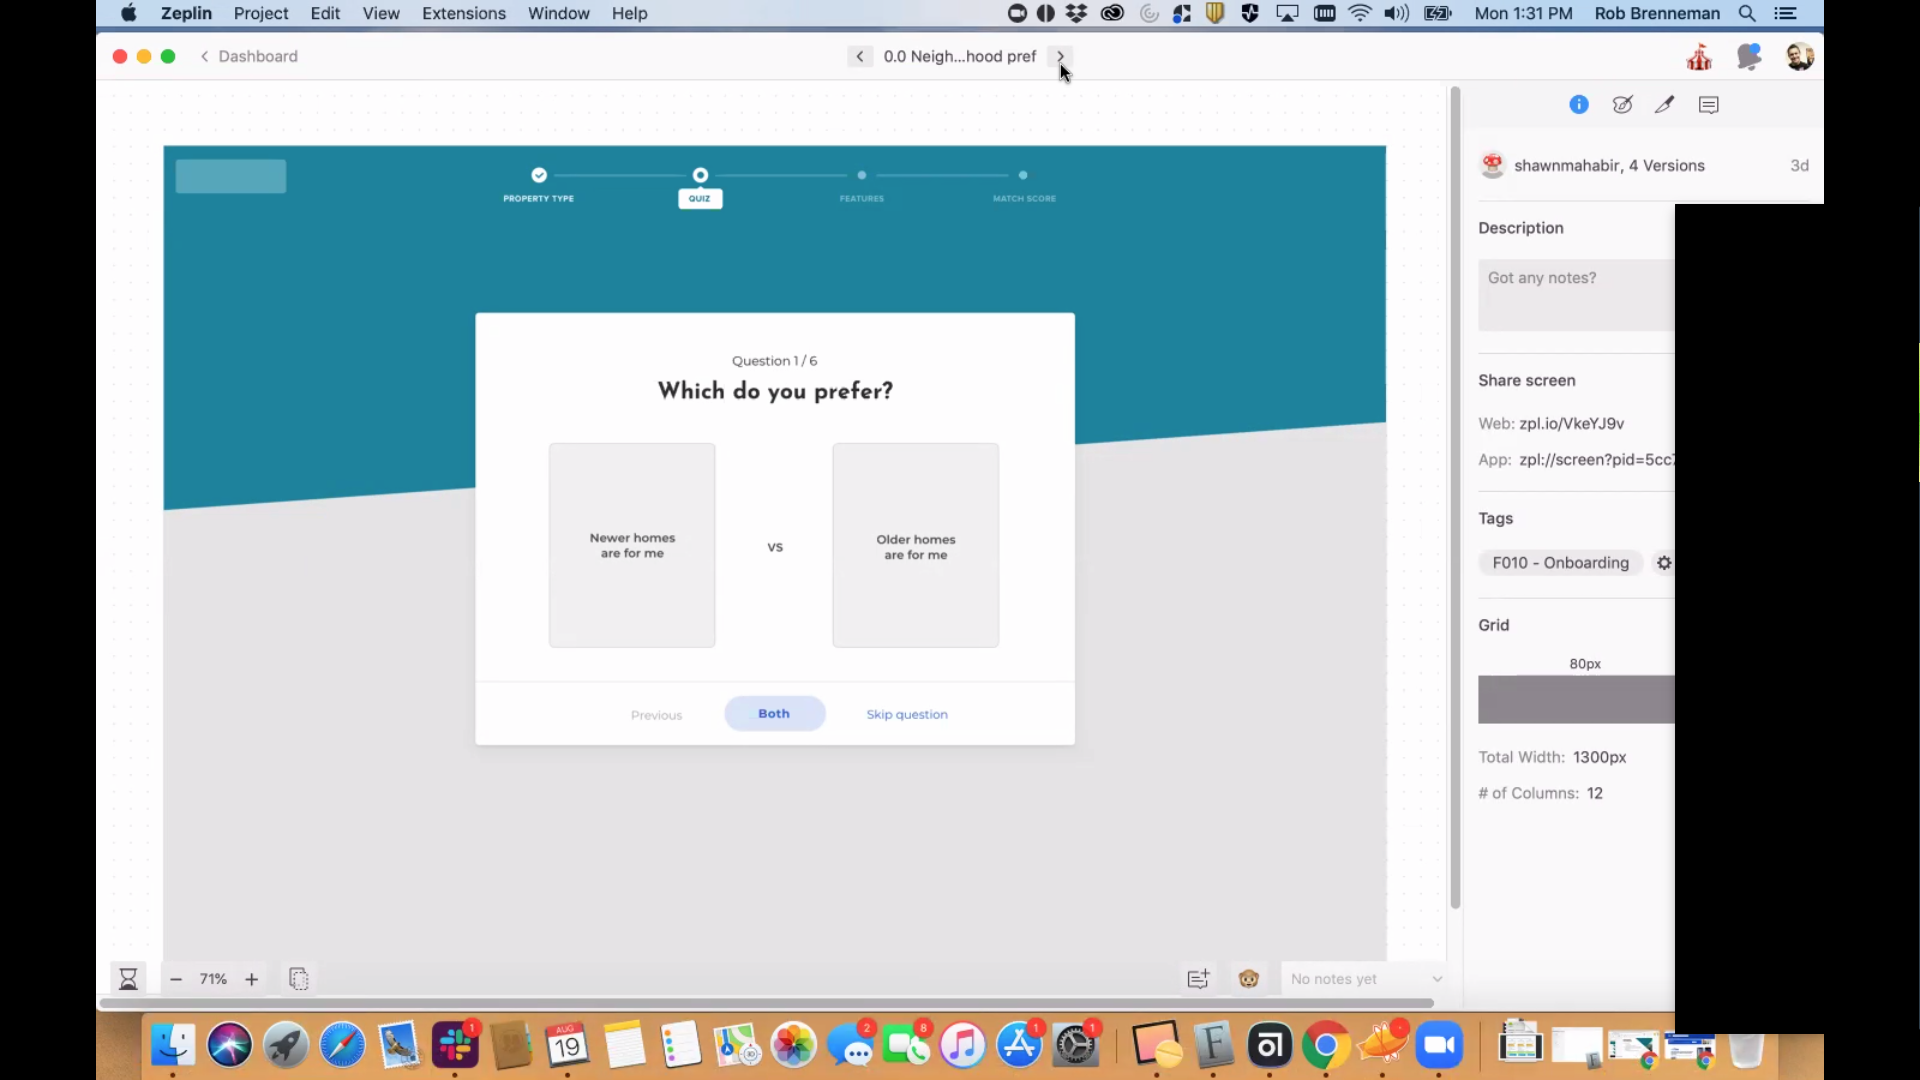 Zeplin Project Edit View Extensions Window Help Mon 1:31 PM Rob Brenneman
Dashboard
0.0 Neigh...hood pref
PROPERTY TYPE
QUIZ
FEATURES
MATCH SCORE
Question 1 / 6
Which do you prefer?
Newer homes
are for me
vs
Older homes
are for me
Previous
Both
Skip question
shawnmahabir, 4 Versions 3d
Description
Got any notes?
Share screen
Web: zpl.io/VkeYJ9v
App: zpl://screen?pid=5cc7
Tags
F010 - Onboarding
Grid
80px
Total Width: 1300px
# of Columns: 12
71%
No notes yet
1
AUG
19
2
8
1
1